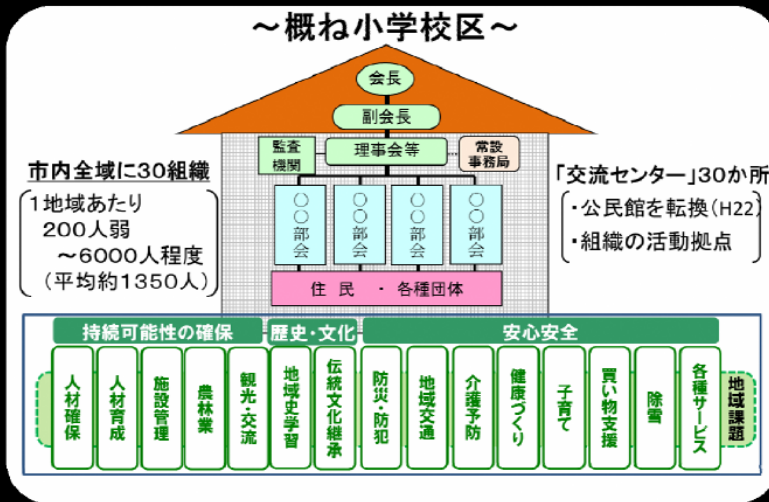 ～概ね小学校区～
会長
副会長
監査
機関
理事会等
常設
事務局
市内全域に30組織
1地域あたり
200人弱
～6000人程度
(平均約1350人)
「交流センター」30か所
・公民館を転換(H22)
・組織の活動拠点
〇〇部会
〇〇部会
〇〇部会
〇〇部会
住民・各種団体
持続可能性の確保
歴史・文化
安心安全
人材確保
人材育成
施設管理
農林業
観光・交流
地域史学習
伝統文化継承
防災・防犯
地域交通
介護予防
健康づくり
子育て
買い物支援
除雪
各種サービス
地域課題